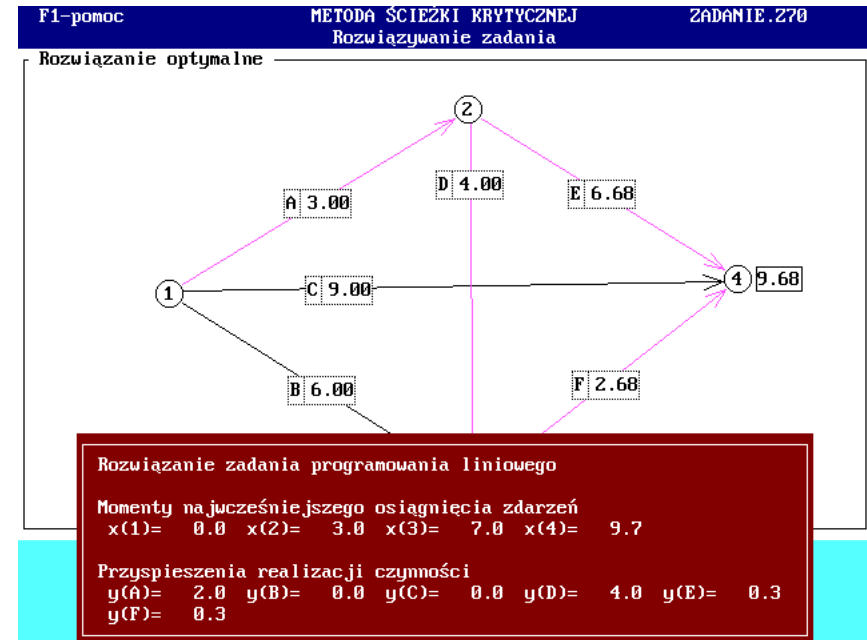 F1-pomoc METODA ŚCIEŻKI KRYTYCZNEJ ZADANIE.Z70
Rozwiązywanie zadania
Rozwiązanie optymalne
2
D 4.00
E 6.68
A 3.00
4 9.68
1
C 9.00
B 6.00
F 2.68
Rozwiązanie zadania programowania liniowego
Momenty najwcześniejszego osiągnięcia zdarzeń
x(1)= 0.0 x(2)= 3.0 x(3)= 7.0 x(4)= 9.7
Przyspieszenia realizacji czynności
y(A)= 2.0 y(B)= 0.0 y(C)= 0.0 y(D)= 4.0 y(E)= 0.3
y(F)= 0.3